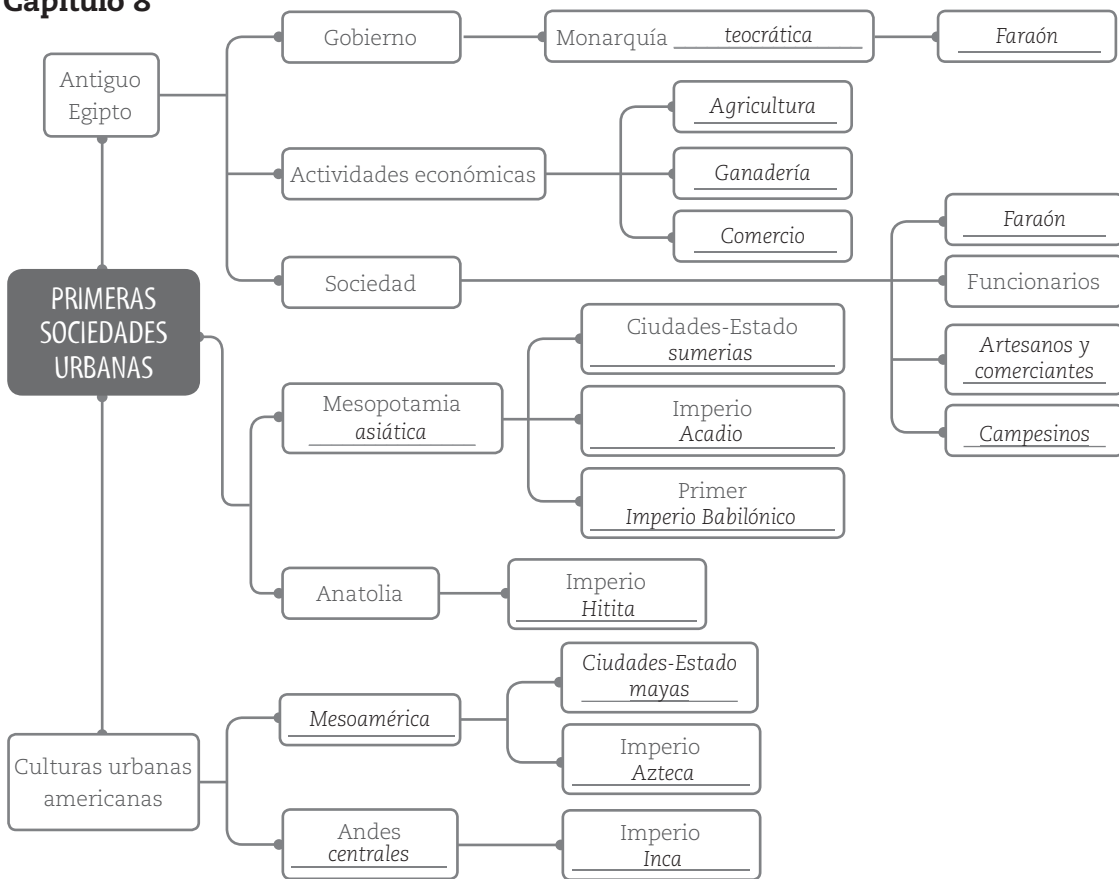 Capítulo 8
Gobierno
Monarquía teocrática
Faraón
Antiguo
Egipto
Agricultura
Actividades económicas
Ganadería
Comercio
Sociedad
Faraón
Funcionarios
Artesanos y
comerciantes
Campesinos
PRIMERAS
SOCIEDADES
URBANAS
Mesopotamia
asiática
Ciudades-Estado
sumerias
Imperio
Acadio
Primer
Imperio Babilónico
Anatolia
Imperio
Hitita
Culturas urbanas
americanas
Mesoamérica
Ciudades-Estado
mayas
Imperio
Azteca
Andes
centrales
Imperio
Inca